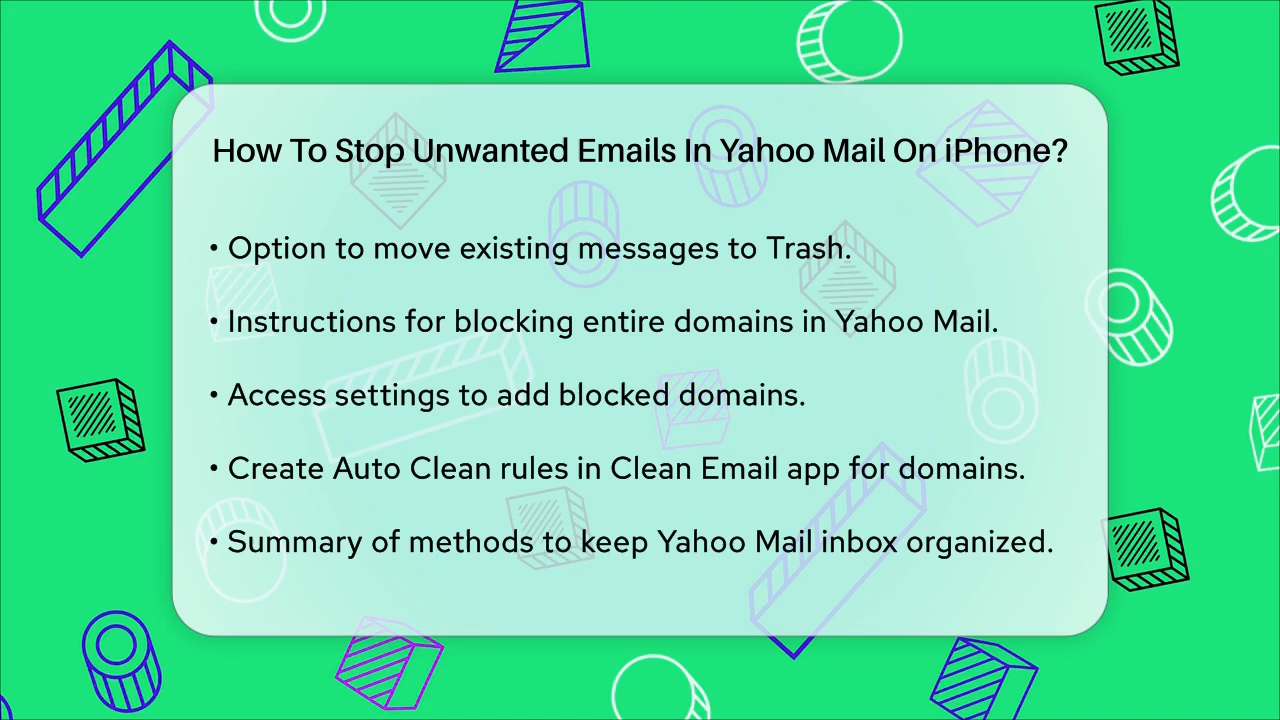 How To Stop Unwanted Emails In Yahoo Mail On iPhone?
• Option to move existing messages to Trash.
• Instructions for blocking entire domains in Yahoo Mail.
• Access settings to add blocked domains.
• Create Auto Clean rules in Clean Email app for domains.
• Summary of methods to keep Yahoo Mail inbox organized.